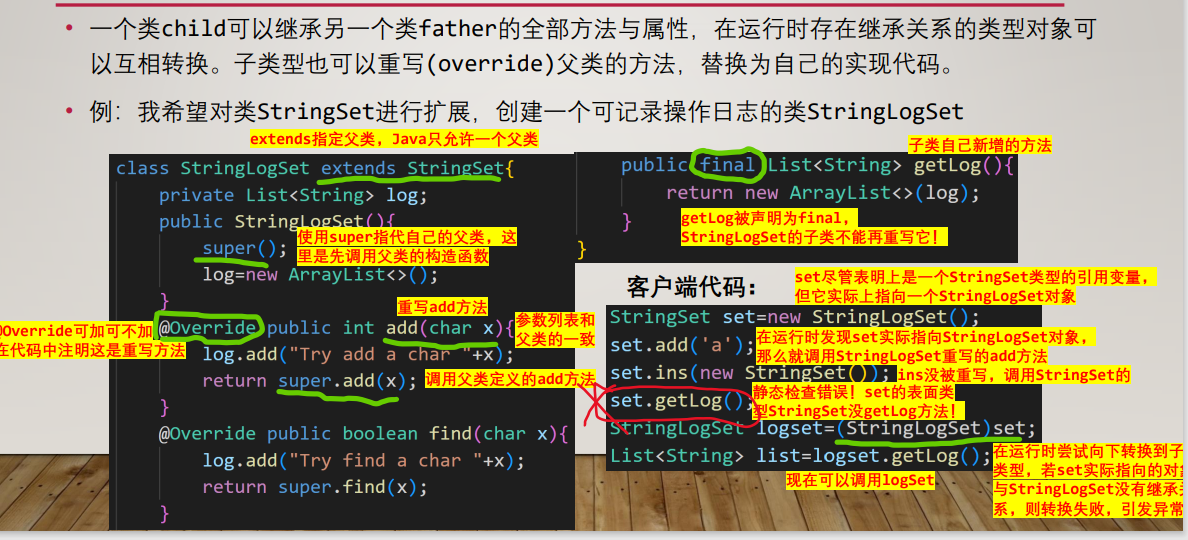 • 一个类child可以继承另一个类father的全部方法与属性，在运行时存在继承关系的类型对象可
以互相转换。子类型也可以重写(override)父类的方法，替换为自己的实现代码。
• 例：我希望对类StringSet进行扩展，创建一个可记录操作日志的类StringLogSet
extends指定父类，Java只允许一个父类
class StringLogSet extends StringSet{
private List<String> log;
public StringLogSet(){
super();
使用super指代自己的父类，这
里是先调用父类的构造函数
log=new ArrayList<>();
}
重写add方法
@Override可加可不加
在代码中注明这是重写方法
@Override public int add(char x){
参数列表和
父类的一致
log.add("Try add a char "+x);
return super.add(x);
调用父类定义的add方法
}
@Override public boolean find(char x){
log.add("Try find a char "+x);
return super.find(x);
}
子类自己新增的方法
public final List<String> getLog(){
return new ArrayList<>(log);
}
getLog被声明为final，
StringLogSet的子类不能再重写它！
}
客户端代码：
set尽管表明上是一个StringSet类型的引用变量，
但它实际上指向一个StringLogSet对象
StringSet set=new StringLogSet();
set.add('a');
在运行时发现set实际指向StringLogSet对象，
那么就调用StringLogSet重写的add方法
set.ins(new StringSet());
ins没被重写，调用StringSet的
set.getLog();
静态检查错误！set的表面类
型StringSet没getLog方法！
StringLogSet logset=(StringLogSet)set;
List<String> list=logset.getLog();
现在可以调用logSet
在运行时尝试向下转换到子
类型，若set实际指向的对
与StringLogSet没有继承关
系，则转换失败，引发异常